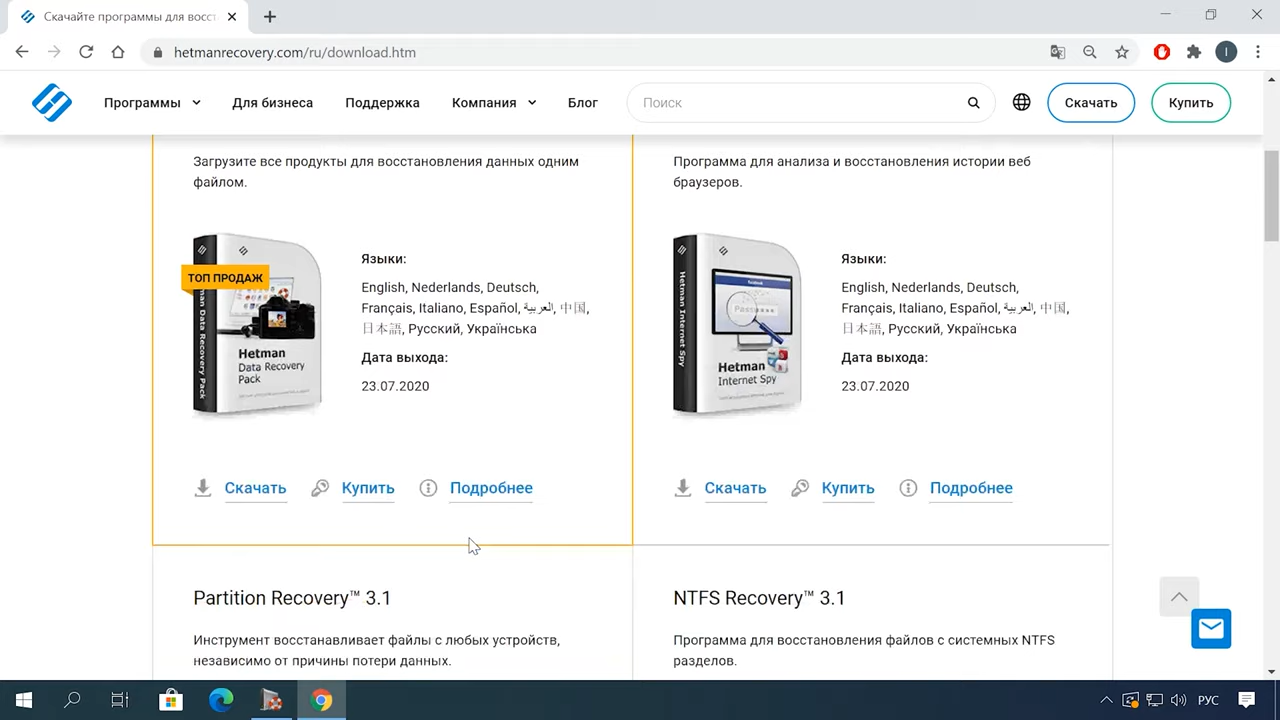 Скачайте программы для восст
hetmanrecovery.com/ru/download.htm
I
Программы
Для бизнеса
Поддержка
Компания
Блог
Поиск
Скачать
Купить
Загрузите все продукты для восстановления данных одним
файлом.
ТОП ПРОДАЖ
Hetman
Data Recovery
Pack
Языки:
English, Nederlands, Deutsch,
Français, Italiano, Español, العربية, 中国,
日本語, Русский, Українська
Дата выхода:
23.07.2020
Скачать
Купить
Подробнее
Программа для анализа и восстановления истории веб
браузеров.
Hetman Internet Spy
Hetman
Internet Spy
Языки:
English, Nederlands, Deutsch,
Français, Italiano, Español, العربية, 中国,
日本語, Русский, Українська
Дата выхода:
23.07.2020
Скачать
Купить
Подробнее
Partition Recovery™ 3.1
Инструмент восстанавливает файлы с любых устройств,
независимо от причины потери данных.
NTFS Recovery™ 3.1
Программа для восстановления файлов с системных NTFS
разделов.
РУС